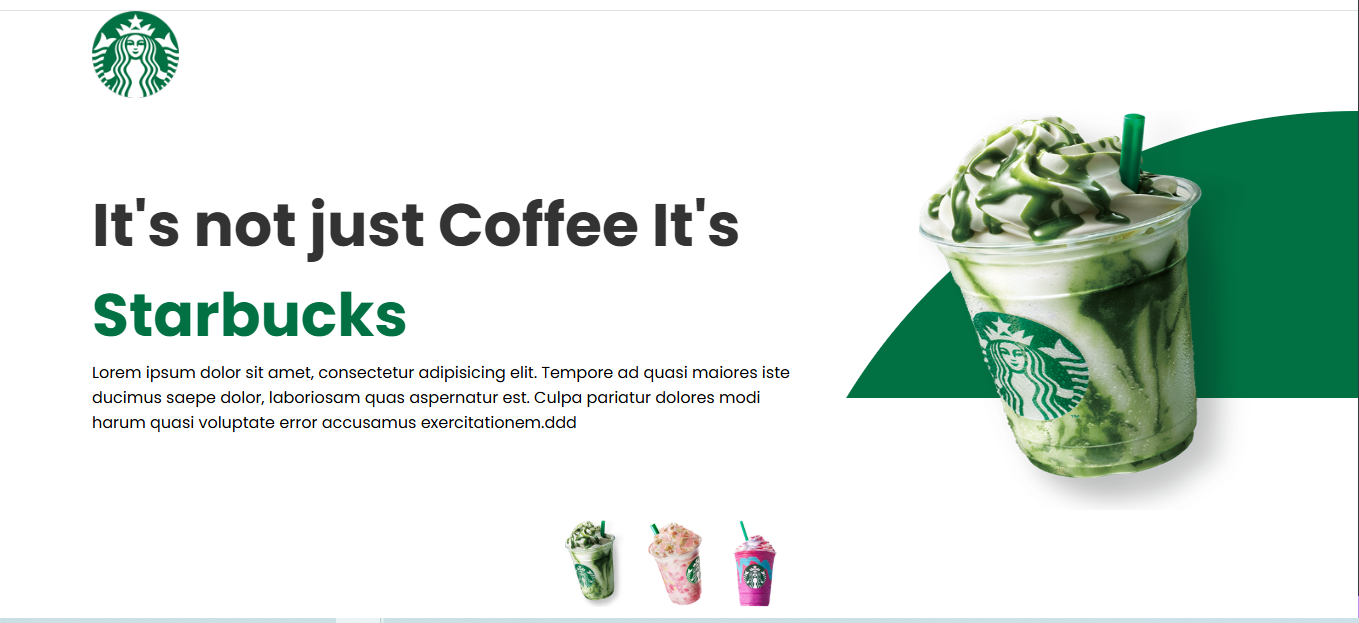 It's not just Coffee It's
Starbucks
Lorem ipsum dolor sit amet, consectetur adipisicing elit. Tempore ad quasi maiores iste
ducimus saepe dolor, laboriosam quas aspernatur est. Culpa pariatur dolores modi
harum quasi voluptate error accusamus exercitationem.ddd